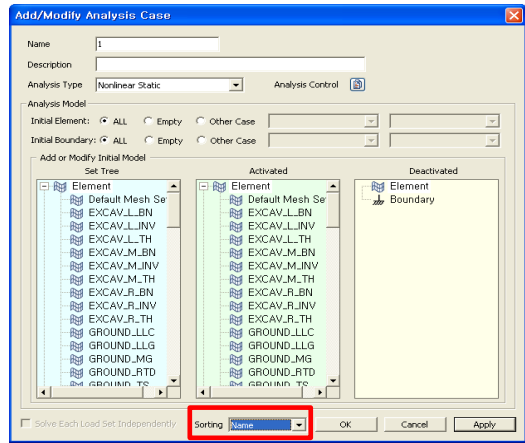 Add/Modify Analysis Case
Name 1
Description
Analysis Type Nonlinear Static Analysis Control
Analysis Model
Initial Element: ALL Empty Other Case
Initial Boundary: ALL Empty Other Case
Add or Modify Initial Model
Set Tree
Element
Default Mesh Se
EXCAV_L_BN
EXCAV_L_INV
EXCAV_L_TH
EXCAV_M_BN
EXCAV_M_INV
EXCAV_M_TH
EXCAV_R_BN
EXCAV_R_INV
EXCAV_R_TH
GROUND_LLC
GROUND_LLG
GROUND_MG
GROUND_RTD
GROUND_TS
Activated
Element
Default Mesh Se
EXCAV_L_BN
EXCAV_L_INV
EXCAV_L_TH
EXCAV_M_BN
EXCAV_M_INV
EXCAV_M_TH
EXCAV_R_BN
EXCAV_R_INV
EXCAV_R_TH
GROUND_LLC
GROUND_LLG
GROUND_MG
GROUND_RTD
GROUND_TS
Deactivated
Element
Boundary
Solve Each Load Set Independently Sorting Name OK Cancel Apply